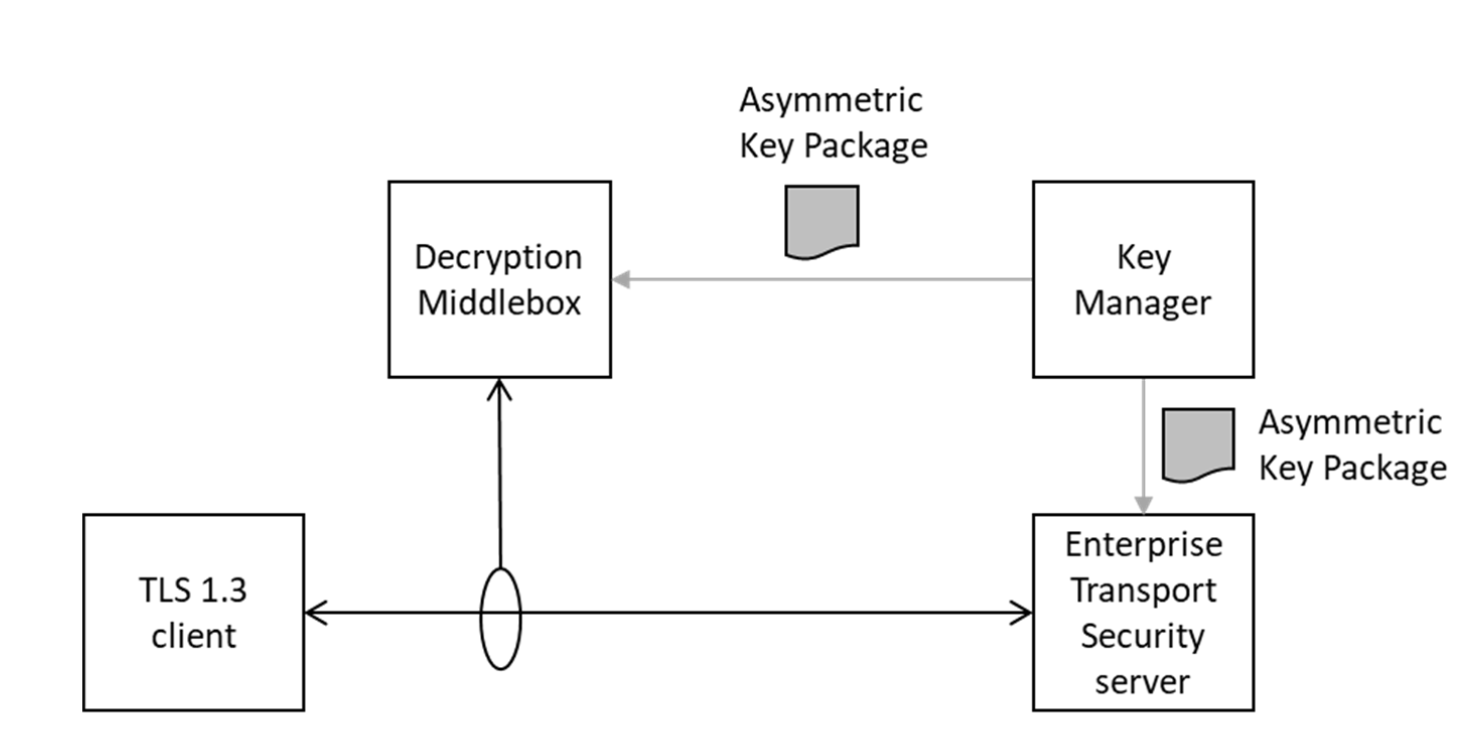 Asymmetric
Key Package
Decryption
Middlebox
Key
Manager
Asymmetric
Key Package
TLS 1.3
client
Enterprise
Transport
Security
server